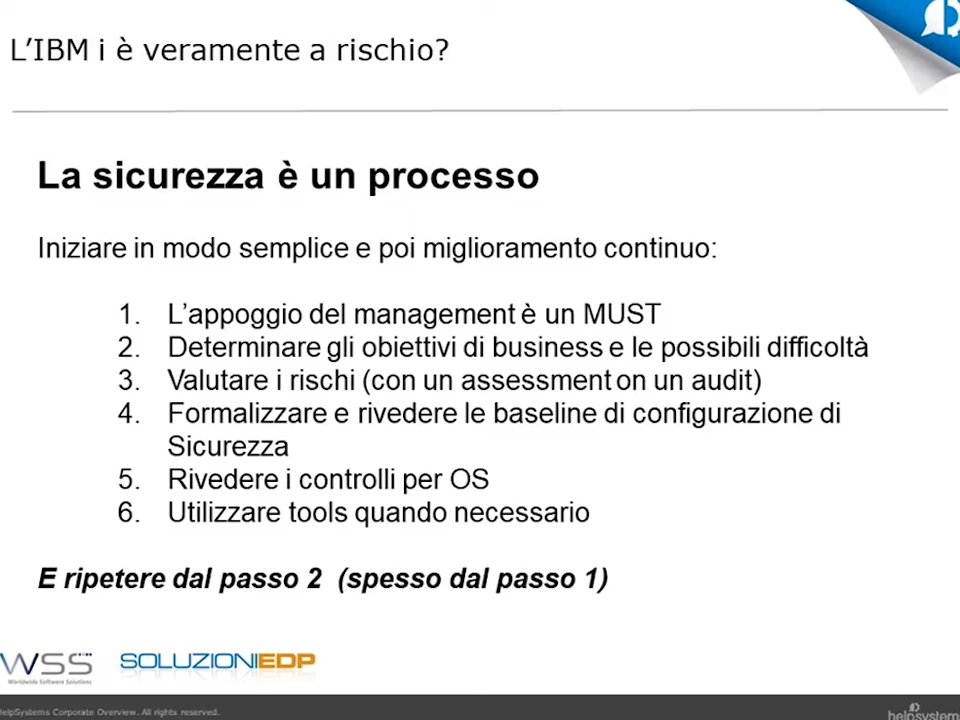 L'IBM i è veramente a rischio?
La sicurezza è un processo
Iniziare in modo semplice e poi miglioramento continuo:
1. L'appoggio del management è un MUST
2. Determinare gli obiettivi di business e le possibili difficoltà
3. Valutare i rischi (con un assessment on un audit)
4. Formalizzare e rivedere le baseline di configurazione di
Sicurezza
5. Rivedere i controlli per OS
6. Utilizzare tools quando necessario
E ripetere dal passo 2 (spesso dal passo 1)
WSS
Worldwide Software Solutions
SOLUZIONIEDP
HelpSystems Corporate Overview. All rights reserved.
helpsystems